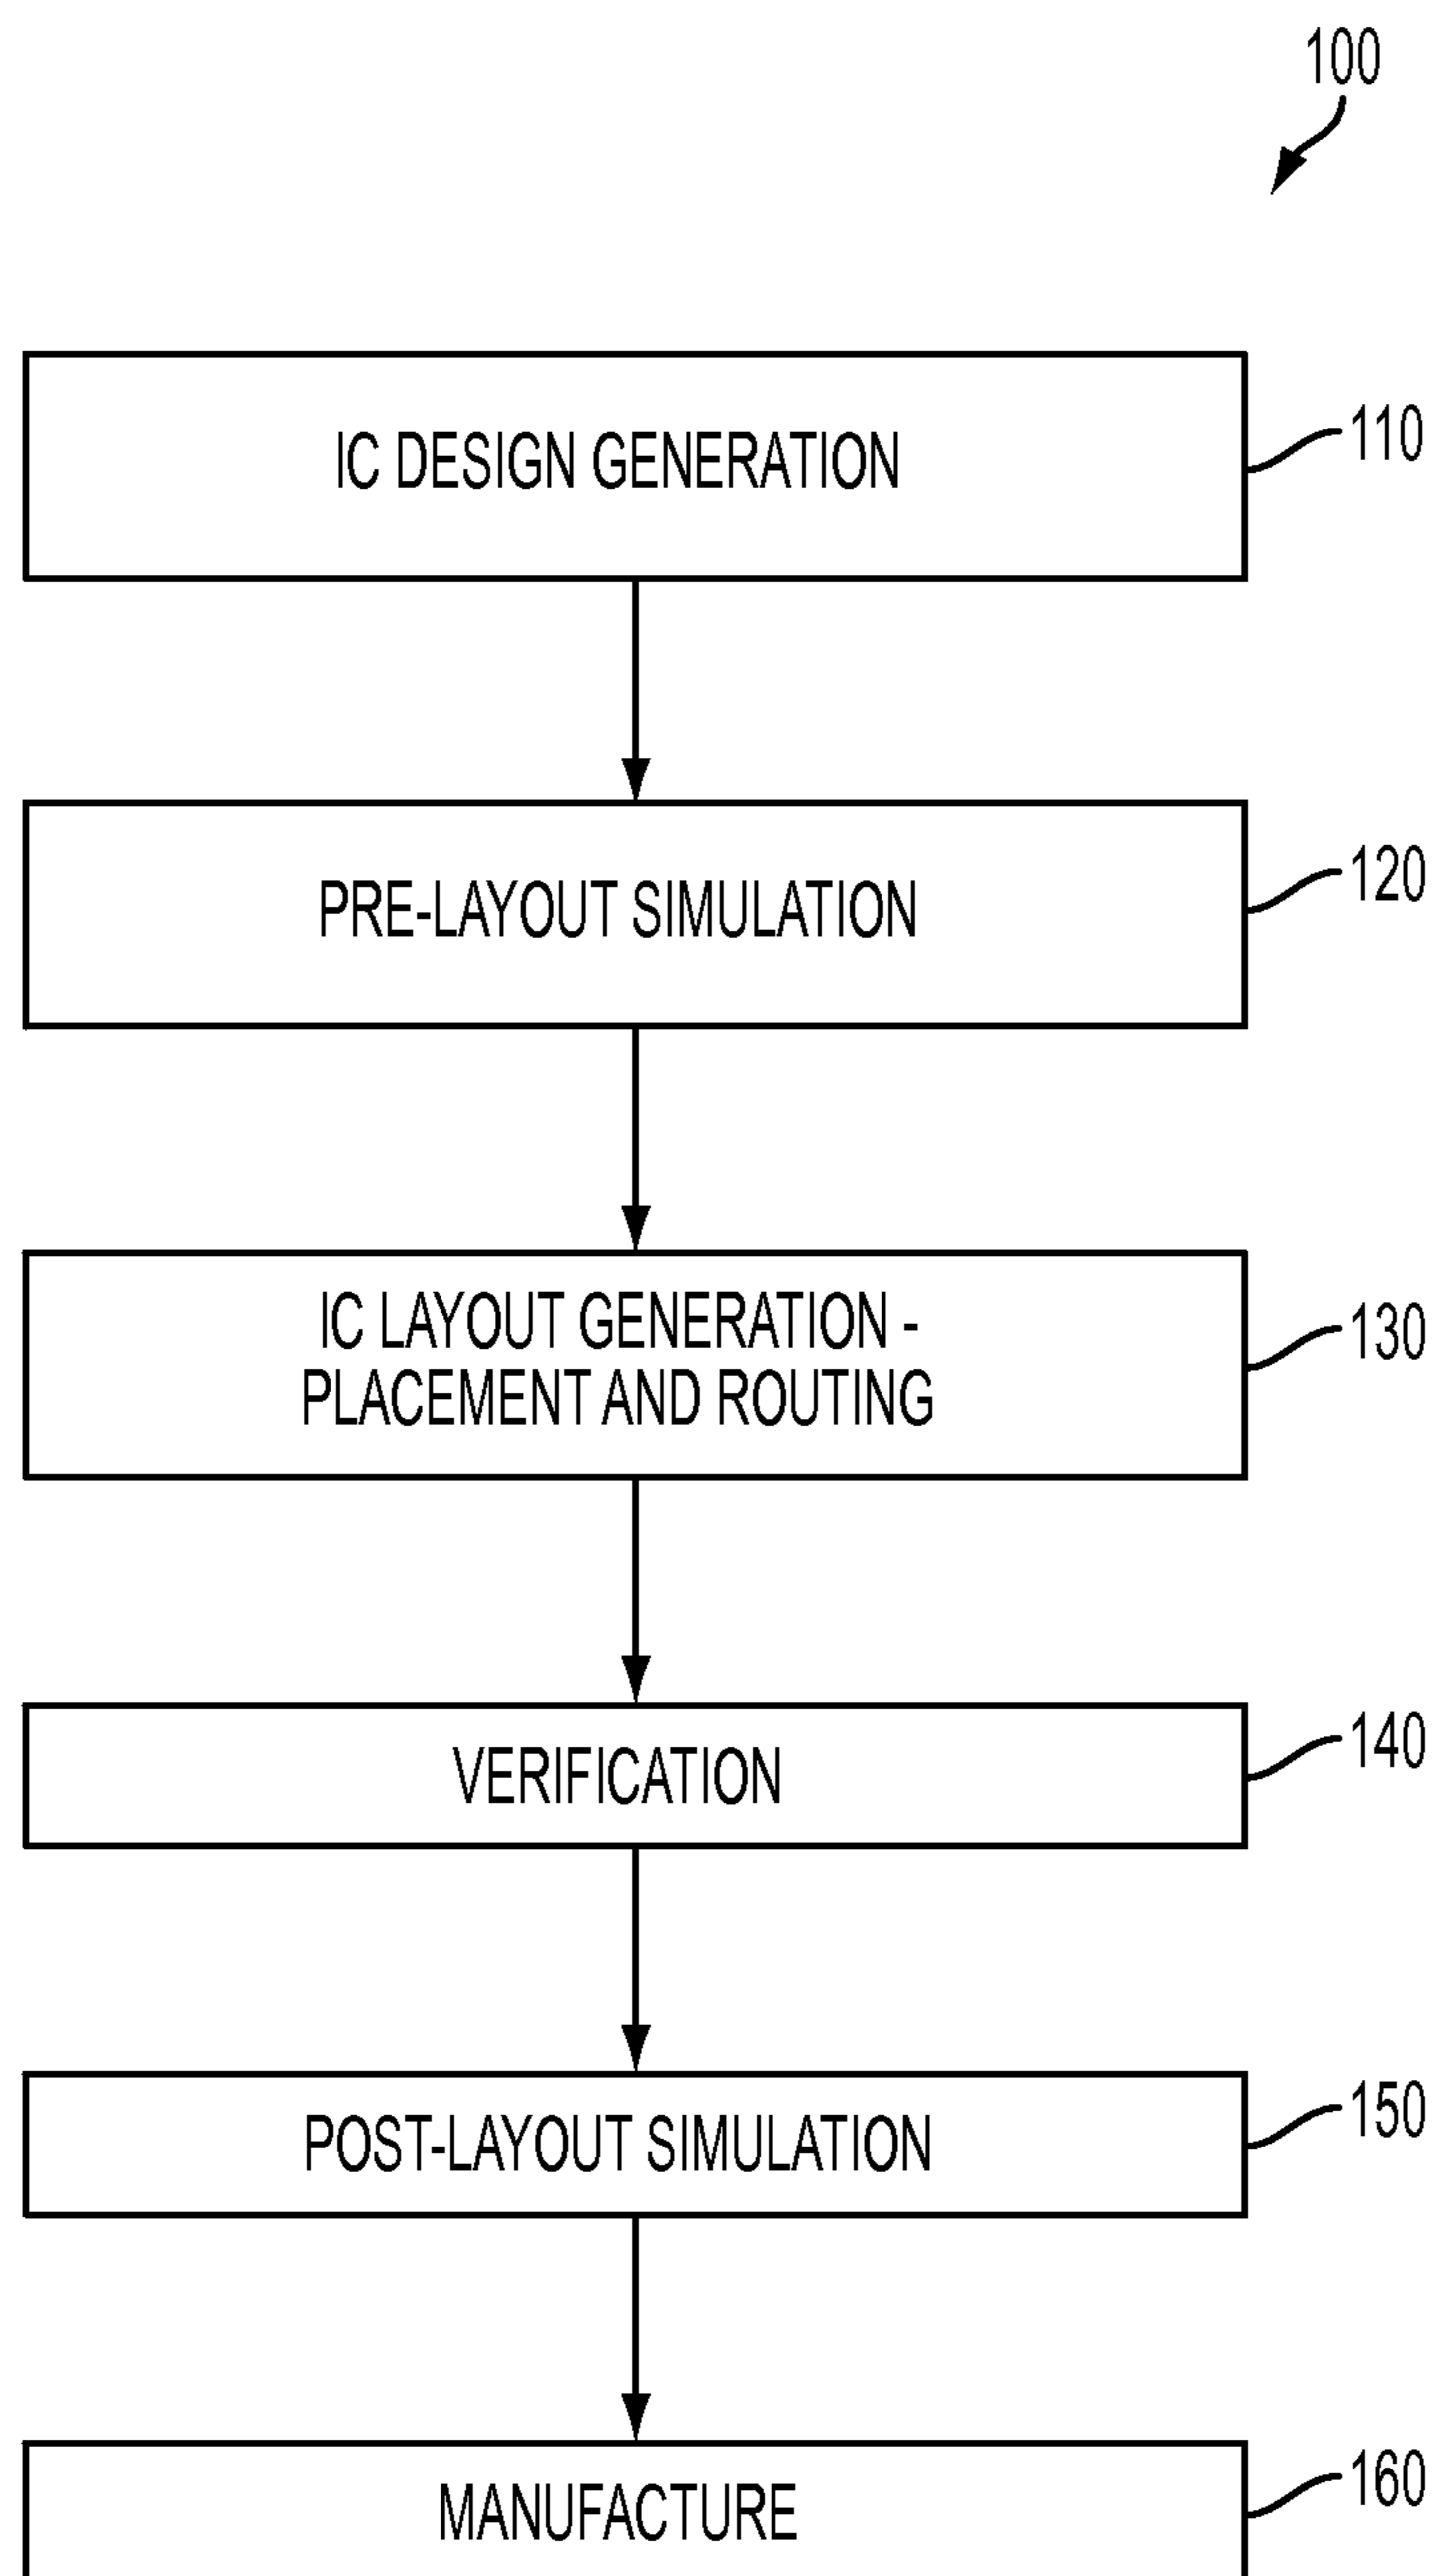 100
IC DESIGN GENERATION
110
PRE-LAYOUT SIMULATION
120
IC LAYOUT GENERATION -
PLACEMENT AND ROUTING
130
VERIFICATION
140
POST-LAYOUT SIMULATION
150
MANUFACTURE
160